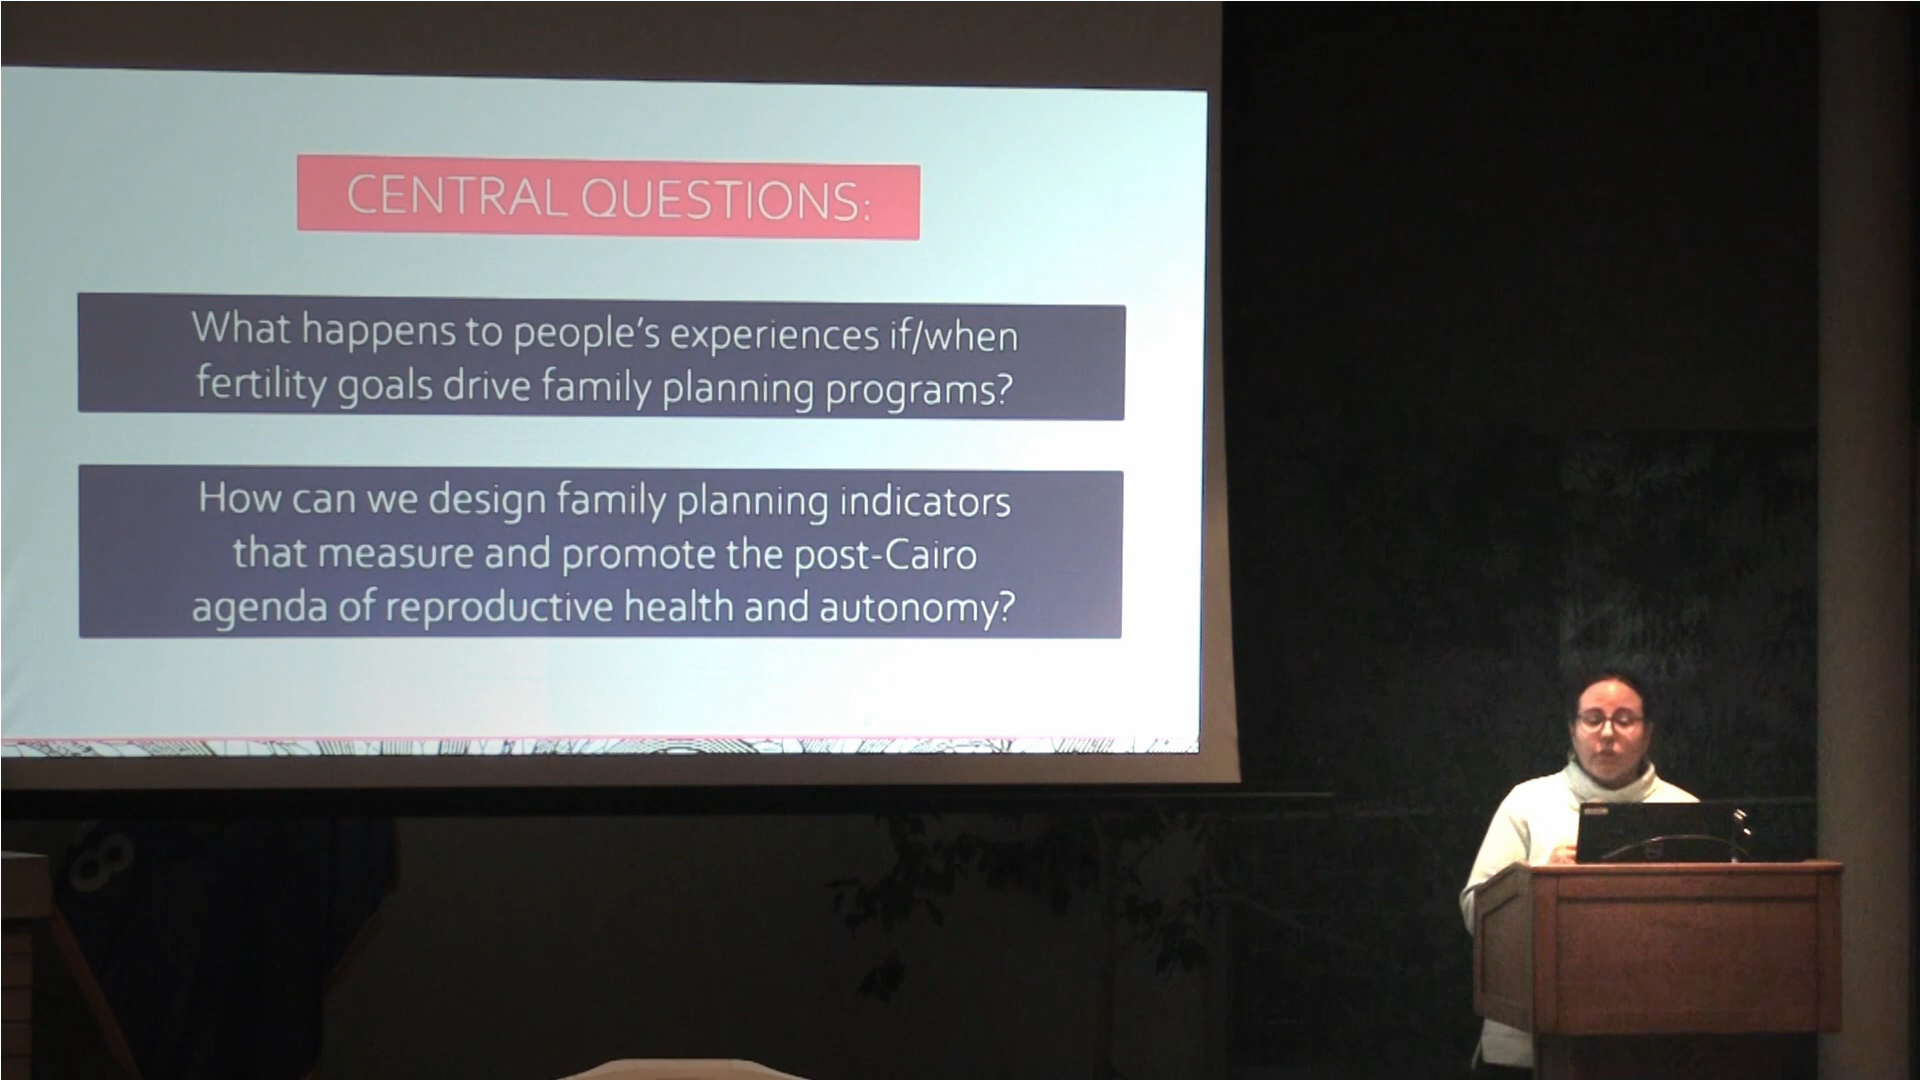 CENTRAL QUESTIONS:
What happens to people's experiences if/when
fertility goals drive family planning programs?
How can we design family planning indicators
that measure and promote the post-Cairo
agenda of reproductive health and autonomy?
8